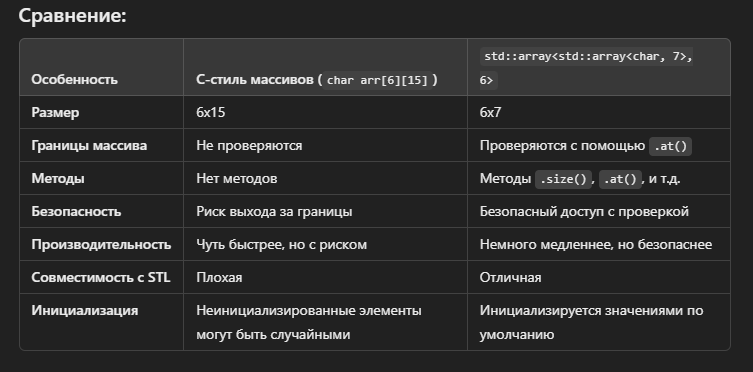 Сравнение:
Особенность
С-стиль массивов ( char arr[6][15] )
std::array<std::array<char, 7>,
6>
Размер
6x15
6x7
Границы массива
Не проверяются
Проверяются с помощью .at()
Методы
Нет методов
Методы .size() , .at() , и т.д.
Безопасность
Риск выхода за границы
Безопасный доступ с проверкой
Производительность
Чуть быстрее, но с риском
Немного медленнее, но безопаснее
Совместимость с STL
Плохая
Отличная
Инициализация
Неинициализированные элементы
могут быть случайными
Инициализируется значениями по
умолчанию